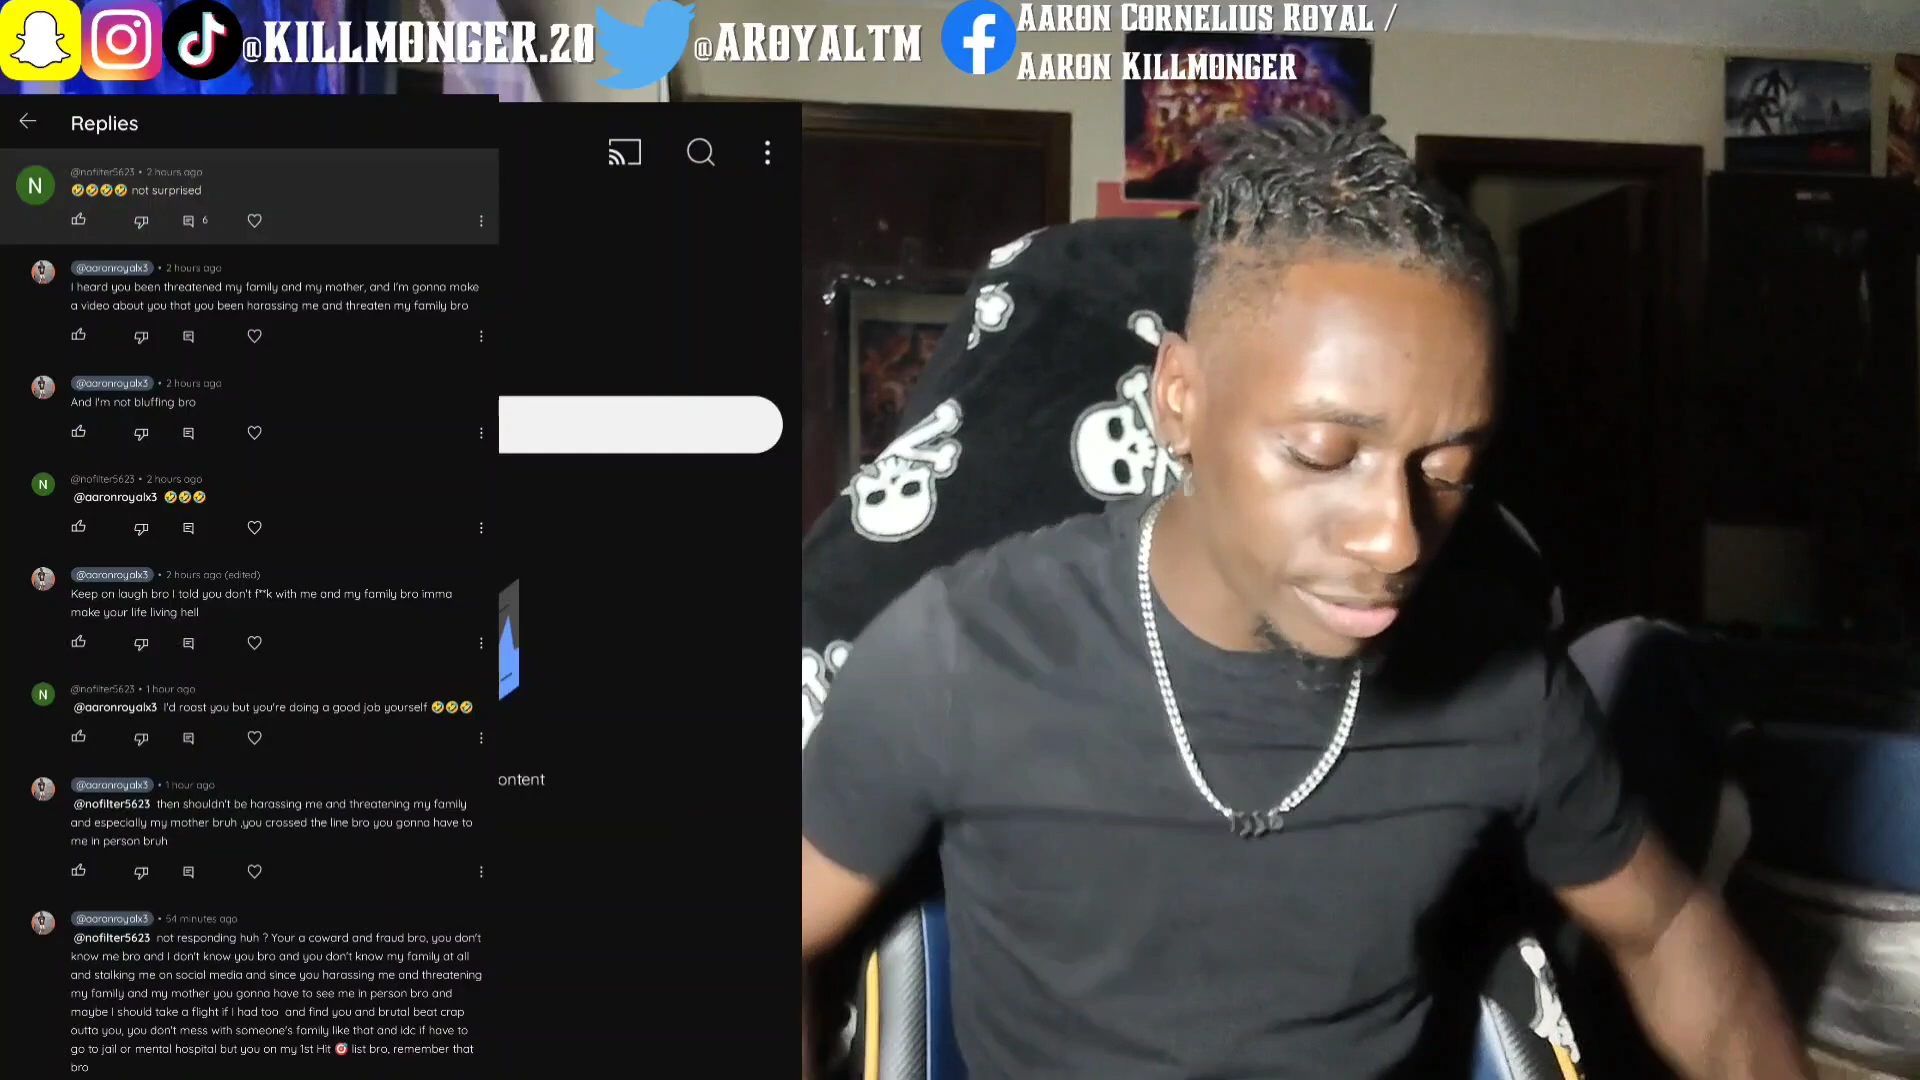 @KILLMONGER.20
@AROYALTM
AARON CORNELIUS ROYAL /
AARON KILLMONGER
Replies
N
@nofilter5623 • 2 hours ago
🤣🤣🤣🤣 not surprised
6
@aaronroyalx3 • 2 hours ago
I heard you been threatened my family and my mother, and I'm gonna make
a video about you that you been harassing me and threaten my family bro
@aaronroyalx3 • 2 hours ago
And I'm not bluffing bro
N
@nofilter5623 • 2 hours ago
@aaronroyalx3 🤣🤣🤣
@aaronroyalx3 • 2 hours ago (edited)
Keep on laugh bro I told you don't f**k with me and my family bro imma
make your life living hell
N
@nofilter5623 • 1 hour ago
@aaronroyalx3 I'd roast you but you're doing a good job yourself 🤣🤣🤣
ontent
@aaronroyalx3 • 1 hour ago
@nofilter5623 then shouldn't be harassing me and threatening my family
and especially my mother bruh ,you crossed the line bro you gonna have to
me in person bruh
@aaronroyalx3 • 54 minutes ago
@nofilter5623 not responding huh ? Your a coward and fraud bro, you don't
know me bro and I don't know you bro and you don't know my family at all
and stalking me on social media and since you harassing me and threatening
my family and my mother you gonna have to see me in person bro and
maybe I should take a flight if I had too and find you and brutal beat crap
outta you, you don't mess with someone's family like that and idc if have to
go to jail or mental hospital but you on my 1st Hit 🎯 list bro, remember that
bro